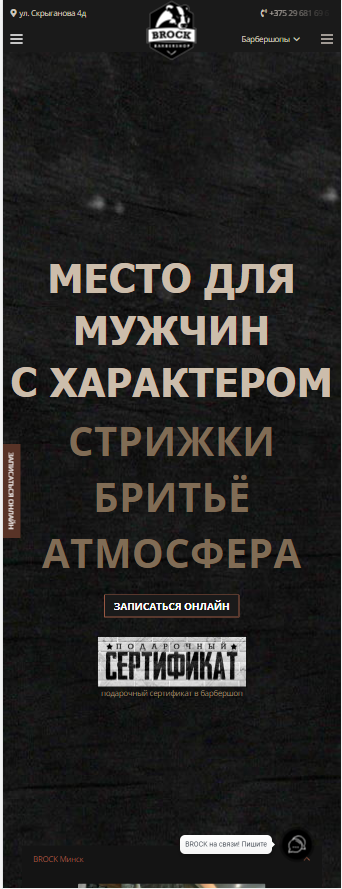 ул. Скрыганова 4д
+375 29 681 69 6
BROCK
BARBERSHOP
Барбершопы
МЕСТО ДЛЯ
МУЖЧИН
С ХАРАКТЕРОМ
СТРИЖКИ
БРИТЬЁ
АТМОСФЕРА
ЗАПИСАТЬСЯ ОНЛАЙН
ЗАПИСАТЬСЯ ОНЛАЙН
ПОДАРОЧНЫЙ
СЕРТИФИКАТ
подарочный сертификат в барбершоп
BROCK на связи! Пишите
BROCK Минск